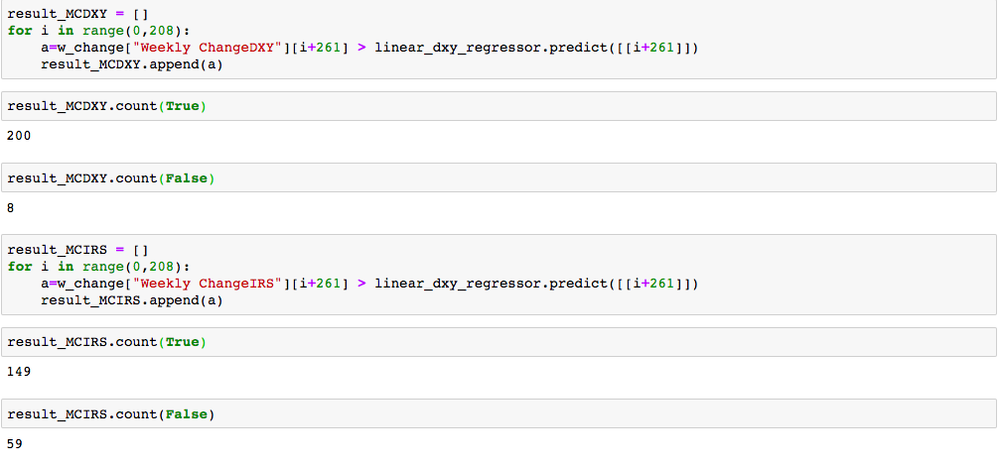 result_MCDXY = []
for i in range(0,208):
    a=w_change["Weekly ChangeDXY"][i+261] > linear_dxy_regressor.predict([[i+261]])
    result_MCDXY.append(a)
result_MCDXY.count(True)
200
result_MCDXY.count(False)
8
result_MCIRS = []
for i in range(0,208):
    a=w_change["Weekly ChangeIRS"][i+261] > linear_dxy_regressor.predict([[i+261]])
    result_MCIRS.append(a)
result_MCIRS.count(True)
149
result_MCIRS.count(False)
59